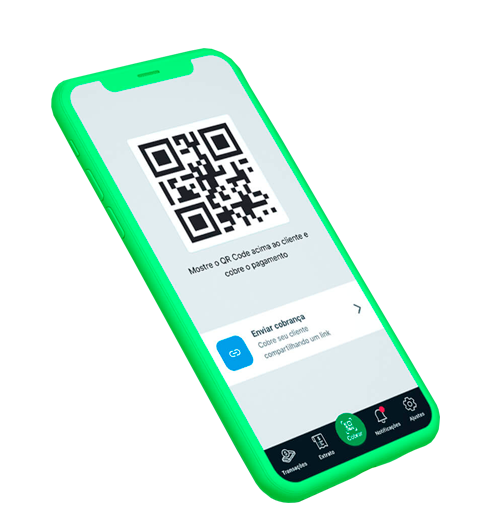 Mostre o QR Code acima ao cliente e
cobre o pagamento
Enviar cobrança
Cobre seu cliente
compartilhando um link
Transações
Extrato
Cobrar
Notificações
Ajustes